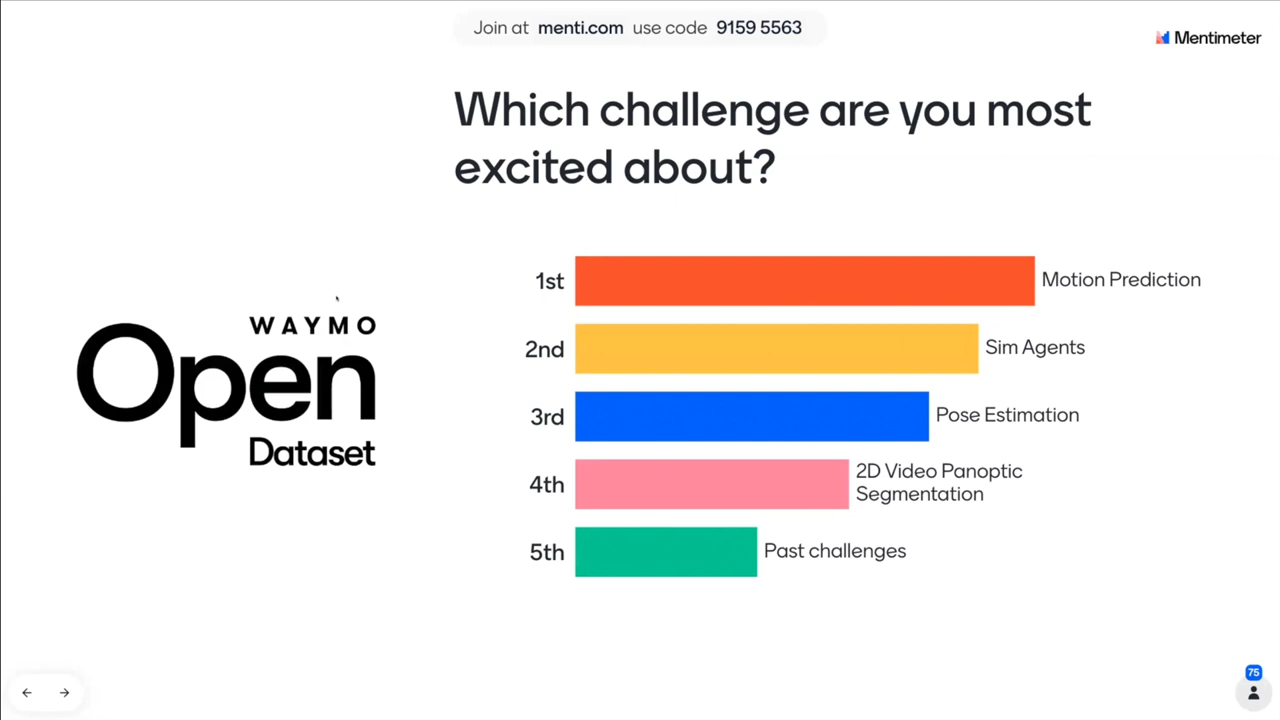 Join at menti.com use code 9159 5563
Mentimeter
Which challenge are you most
excited about?
WAYMO
Open
Dataset
1st
Motion Prediction
2nd
Sim Agents
3rd
Pose Estimation
4th
2D Video Panoptic
Segmentation
5th
Past challenges
75